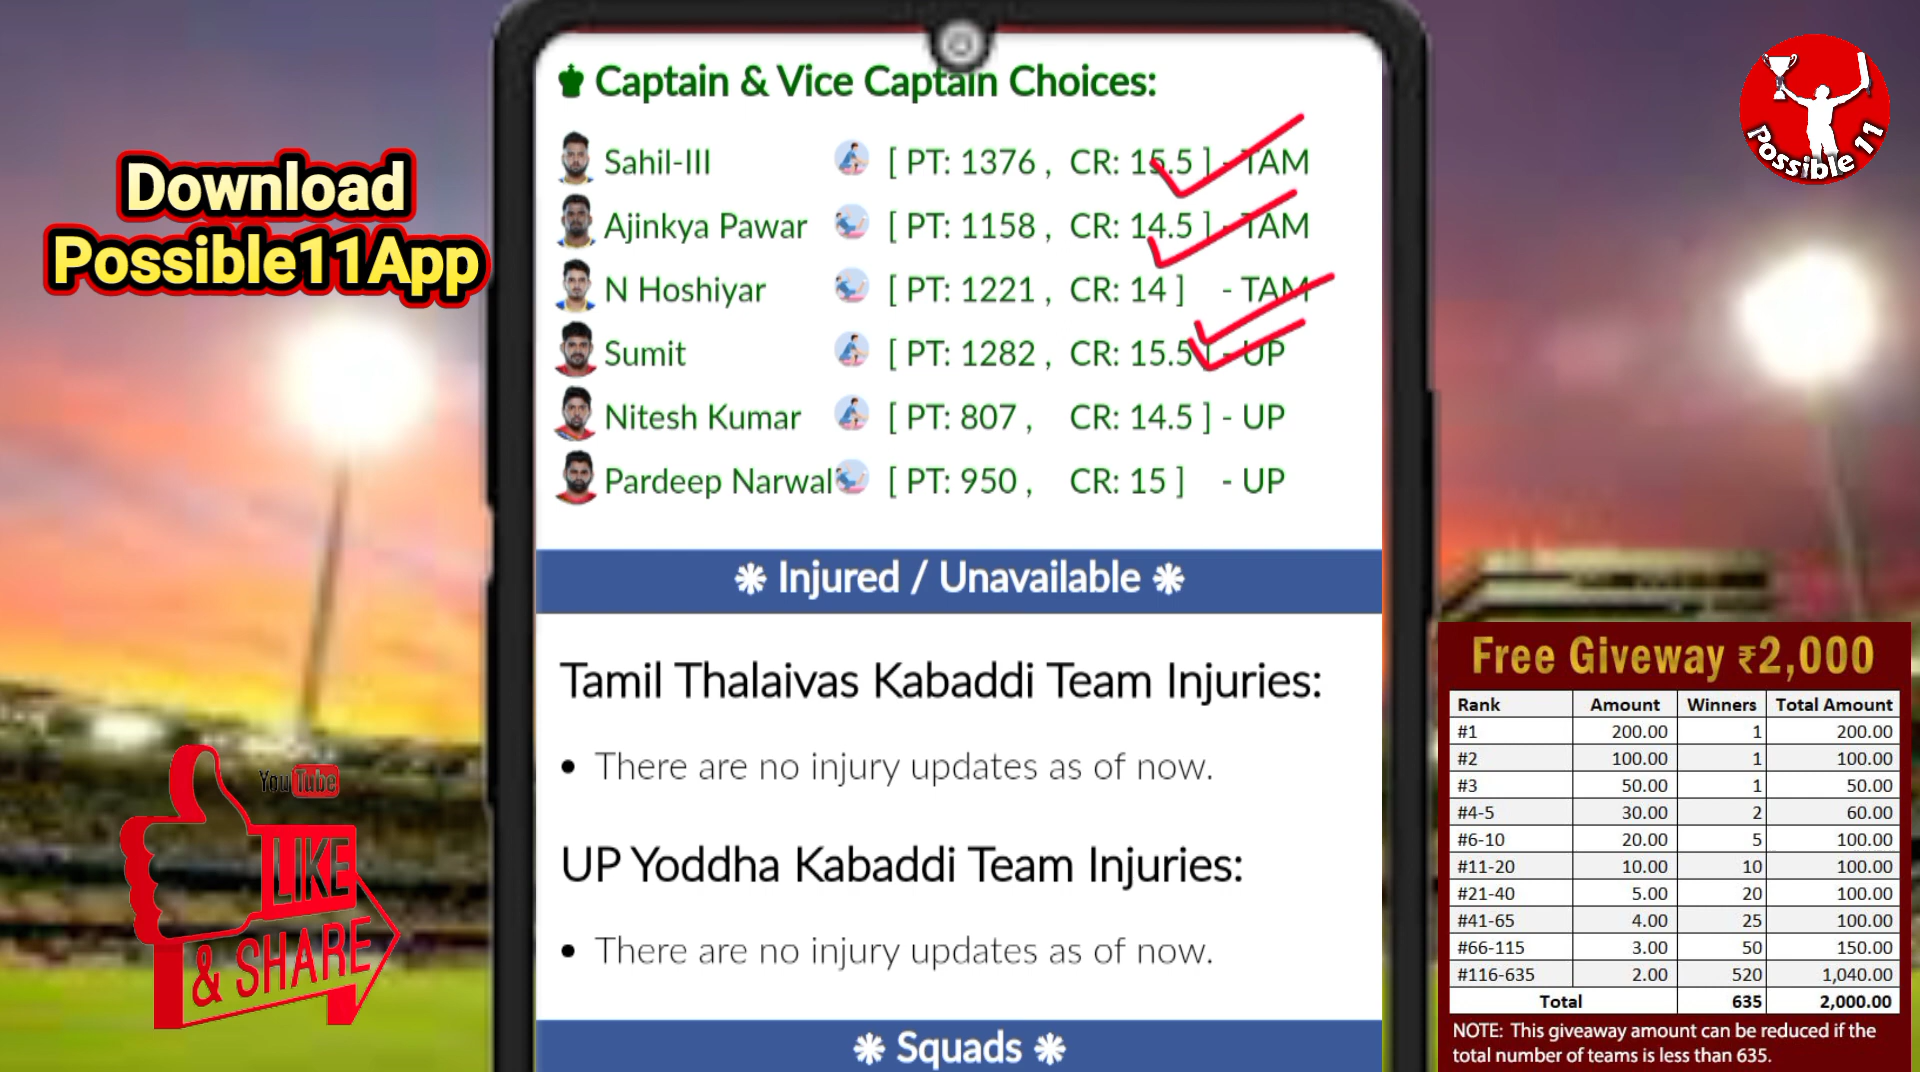 Download
Possible11App
Captain & Vice Captain Choices:
Sahil-III [ PT: 1376 , CR: 15.5 ] - TAM
Ajinkya Pawar [ PT: 1158 , CR: 14.5 ] - TAM
N Hoshiyar [ PT: 1221 , CR: 14 ] - TAM
Sumit [ PT: 1282 , CR: 15.5 ] - UP
Nitesh Kumar [ PT: 807 , CR: 14.5 ] - UP
Pardeep Narwal [ PT: 950 , CR: 15 ] - UP
Injured / Unavailable
Tamil Thalaivas Kabaddi Team Injuries:
• There are no injury updates as of now.
UP Yoddha Kabaddi Team Injuries:
• There are no injury updates as of now.
Squads
YouTube
LIKE
& SHARE
Possible 11
Free Giveway ₹2,000
Rank Amount Winners Total Amount
#1 200.00 1 200.00
#2 100.00 1 100.00
#3 50.00 1 50.00
#4-5 30.00 2 60.00
#6-10 20.00 5 100.00
#11-20 10.00 10 100.00
#21-40 5.00 20 100.00
#41-65 4.00 25 100.00
#66-115 3.00 50 150.00
#116-635 2.00 520 1,040.00
Total 635 2,000.00
NOTE: This giveaway amount can be reduced if the
total number of teams is less than 635.